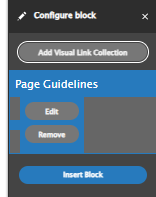 Configure block ×
Add Visual Link Collection
Page Guidelines
Edit
Remove
Insert Block